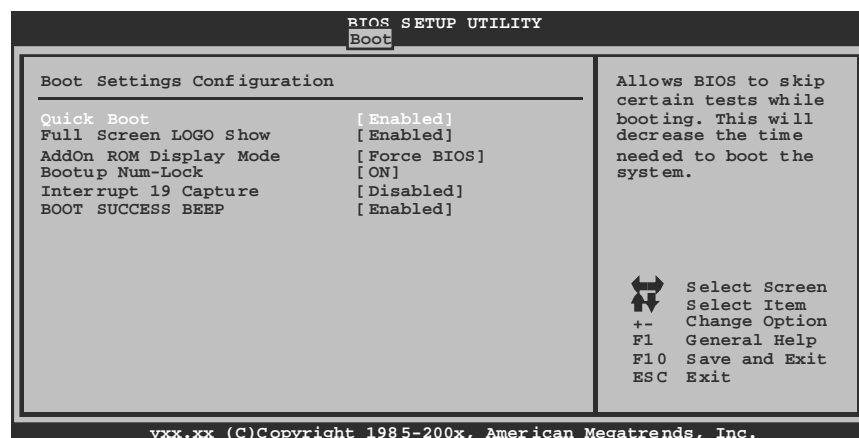 BIOS SETUP UTILITY
Boot
Boot Settings Configuration
Quick Boot [Enabled]
Full Screen LOGO Show [Enabled]
AddOn ROM Display Mode [Force BIOS]
Bootup Num-Lock [ON]
Interrupt 19 Capture [Disabled]
BOOT SUCCESS BEEP [Enabled]
Allows BIOS to skip
certain tests while
booting. This will
decrease the time
needed to boot the
system.
Select Screen
Select Item
+- Change Option
F1 General Help
F10 Save and Exit
ESC Exit
vxx.xx (C)Copyright 1985-200x, American Megatrends, Inc.